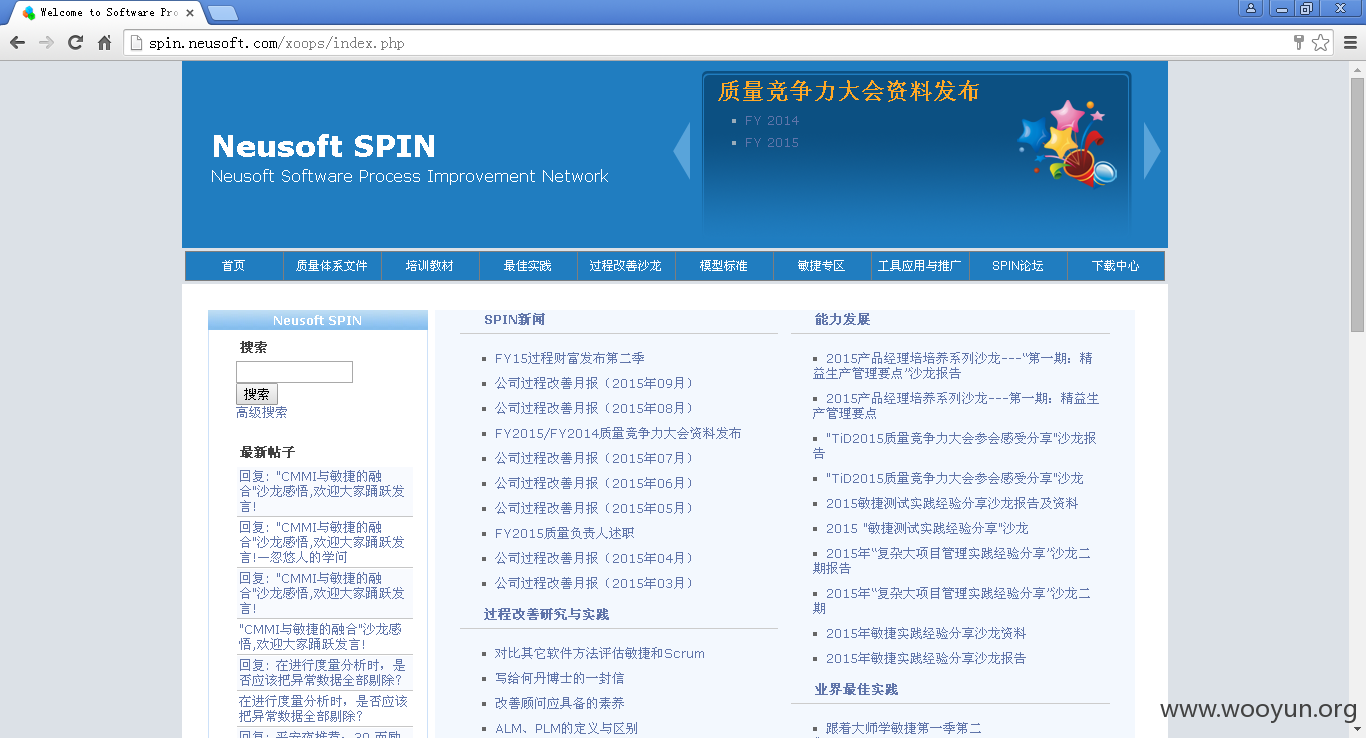 Welcome to Software Pro
spin.neusoft.com/xoops/index.php
质量竞争力大会资料发布
FY 2014
FY 2015
Neusoft SPIN
Neusoft Software Process Improvement Network
首页 质量体系文件 培训教材 最佳实践 过程改善沙龙 模型标准 敏捷专区 工具应用与推广 SPIN论坛 下载中心
Neusoft SPIN
搜索
搜索
高级搜索
最新帖子
回复: "CMMI与敏捷的融
合"沙龙感悟,欢迎大家踊跃发
言!
回复: "CMMI与敏捷的融
合"沙龙感悟,欢迎大家踊跃发
言!—忽悠人的学问
回复: "CMMI与敏捷的融
合"沙龙感悟,欢迎大家踊跃发
言!
"CMMI与敏捷的融合"沙龙感
悟,欢迎大家踊跃发言!
回复: 在进行度量分析时，是
否应该把异常数据全部剔除?
在进行度量分析时，是否应该
把异常数据全部剔除?
SPIN新闻
FY15过程财富发布第二季
公司过程改善月报（2015年09月）
公司过程改善月报（2015年08月）
FY2015/FY2014质量竞争力大会资料发布
公司过程改善月报（2015年07月）
公司过程改善月报（2015年06月）
公司过程改善月报（2015年05月）
FY2015质量负责人述职
公司过程改善月报（2015年04月）
公司过程改善月报（2015年03月）
过程改善研究与实践
对比其它软件方法评估敏捷和Scrum
写给何丹博士的一封信
改善顾问应具备的素养
ALM、PLM的定义与区别
能力发展
2015产品经理培培养系列沙龙---“第一期：精
益生产管理要点”沙龙报告
2015产品经理培养系列沙龙---第一期：精益生
产管理要点
"TiD2015质量竞争力大会参会感受分享"沙龙报
告
"TiD2015质量竞争力大会参会感受分享"沙龙
2015敏捷测试实践经验分享沙龙报告及资料
2015 "敏捷测试实践经验分享"沙龙
2015年“复杂大项目管理实践经验分享”沙龙二
期报告
2015年“复杂大项目管理实践经验分享”沙龙二
期
2015年敏捷实践经验分享沙龙资料
2015年敏捷实践经验分享沙龙报告
业界最佳实践
跟着大师学敏捷第一季第二
www.wooyun.org